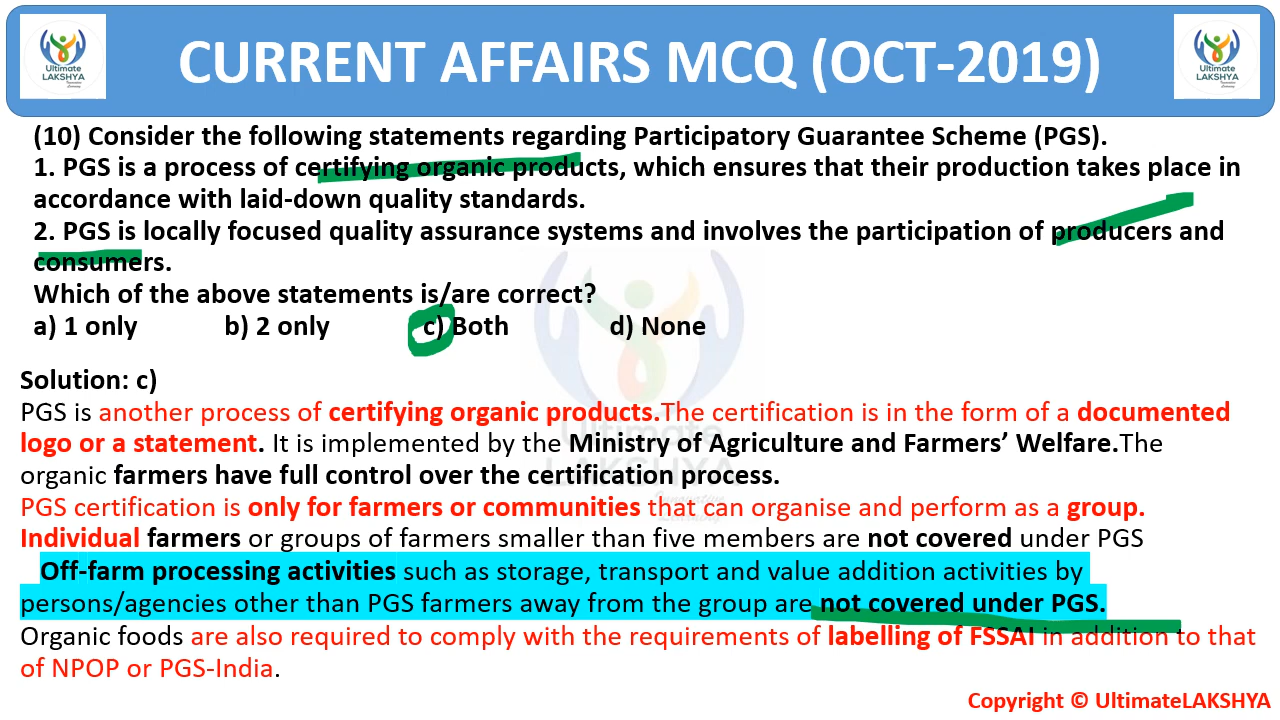 Ultimate
LAKSHYA
CURRENT AFFAIRS MCQ (OCT-2019)
Ultimate
LAKSHYA
(10) Consider the following statements regarding Participatory Guarantee Scheme (PGS).
1. PGS is a process of certifying organic products, which ensures that their production takes place in
accordance with laid-down quality standards.
2. PGS is locally focused quality assurance systems and involves the participation of producers and
consumers.
Which of the above statements is/are correct?
a) 1 only b) 2 only c) Both d) None
Solution: c)
PGS is another process of certifying organic products.The certification is in the form of a documented
logo or a statement. It is implemented by the Ministry of Agriculture and Farmers’ Welfare.The
organic farmers have full control over the certification process.
PGS certification is only for farmers or communities that can organise and perform as a group.
Individual farmers or groups of farmers smaller than five members are not covered under PGS
Off-farm processing activities such as storage, transport and value addition activities by
persons/agencies other than PGS farmers away from the group are not covered under PGS.
Organic foods are also required to comply with the requirements of labelling of FSSAI in addition to that
of NPOP or PGS-India.
Ultimate
LAKSHYA
Copyright © UltimateLAKSHYA